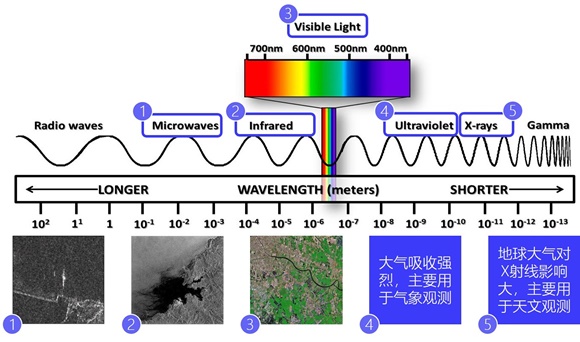 ③ Visible Light
700nm 600nm 500nm 400nm
① ② ④ ⑤
Radio waves Microwaves Infrared Ultraviolet X-rays Gamma
LONGER WAVELENGTH (meters) SHORTER
10² 1¹ 1 10⁻¹ 10⁻² 10⁻³ 10⁻⁴ 10⁻⁵ 10⁻⁶ 10⁻⁷ 10⁻⁸ 10⁻⁹ 10⁻¹⁰ 10⁻¹¹ 10⁻¹² 10⁻¹³
大气吸收强
烈，主要用
于气象观测
地球大气对
X射线影响
大，主要用
于天文观测
① ② ③ ④ ⑤